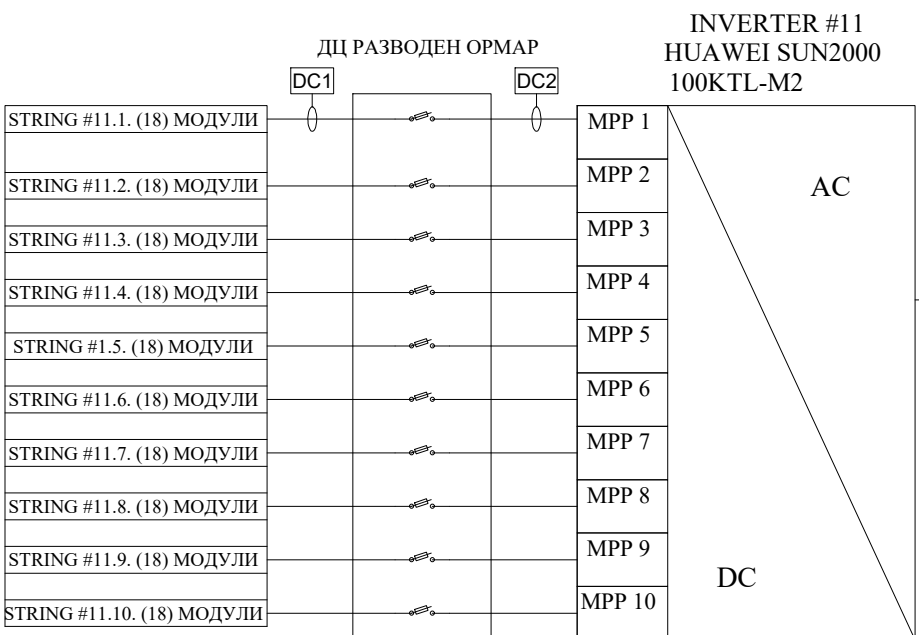 INVERTER #11
HUAWEI SUN2000
100KTL-M2
ДЦ РАЗВОДЕН ОРМАР
DC1
DC2
STRING #11.1. (18) МОДУЛИ
MPP 1
STRING #11.2. (18) МОДУЛИ
MPP 2
AC
STRING #11.3. (18) МОДУЛИ
MPP 3
STRING #11.4. (18) МОДУЛИ
MPP 4
STRING #1.5. (18) МОДУЛИ
MPP 5
STRING #11.6. (18) МОДУЛИ
MPP 6
STRING #11.7. (18) МОДУЛИ
MPP 7
STRING #11.8. (18) МОДУЛИ
MPP 8
STRING #11.9. (18) МОДУЛИ
MPP 9
DC
STRING #11.10. (18) МОДУЛИ
MPP 10